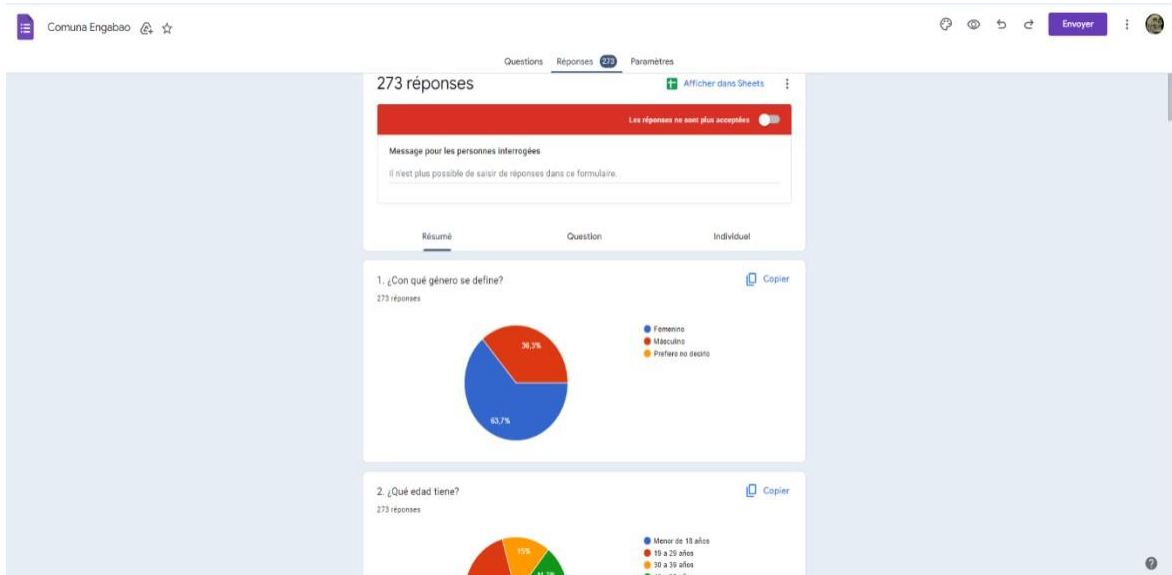 Comuna Engabao
Envoyer
Questions Réponses 273 Paramètres
273 réponses
Afficher dans Sheets
Les réponses ne sont plus acceptées
Message pour les personnes interrogées
Il n'est plus possible de saisir de réponses dans ce formulaire.
Résumé Question Individuel
1. ¿Con qué género se define?
Copier
273 réponses
Femenino
Másculino
Prefiero no decirlo
36,3%
63,7%
2. ¿Qué edad tiene?
Copier
273 réponses
Menor de 18 años
19 a 29 años
30 a 39 años
15%